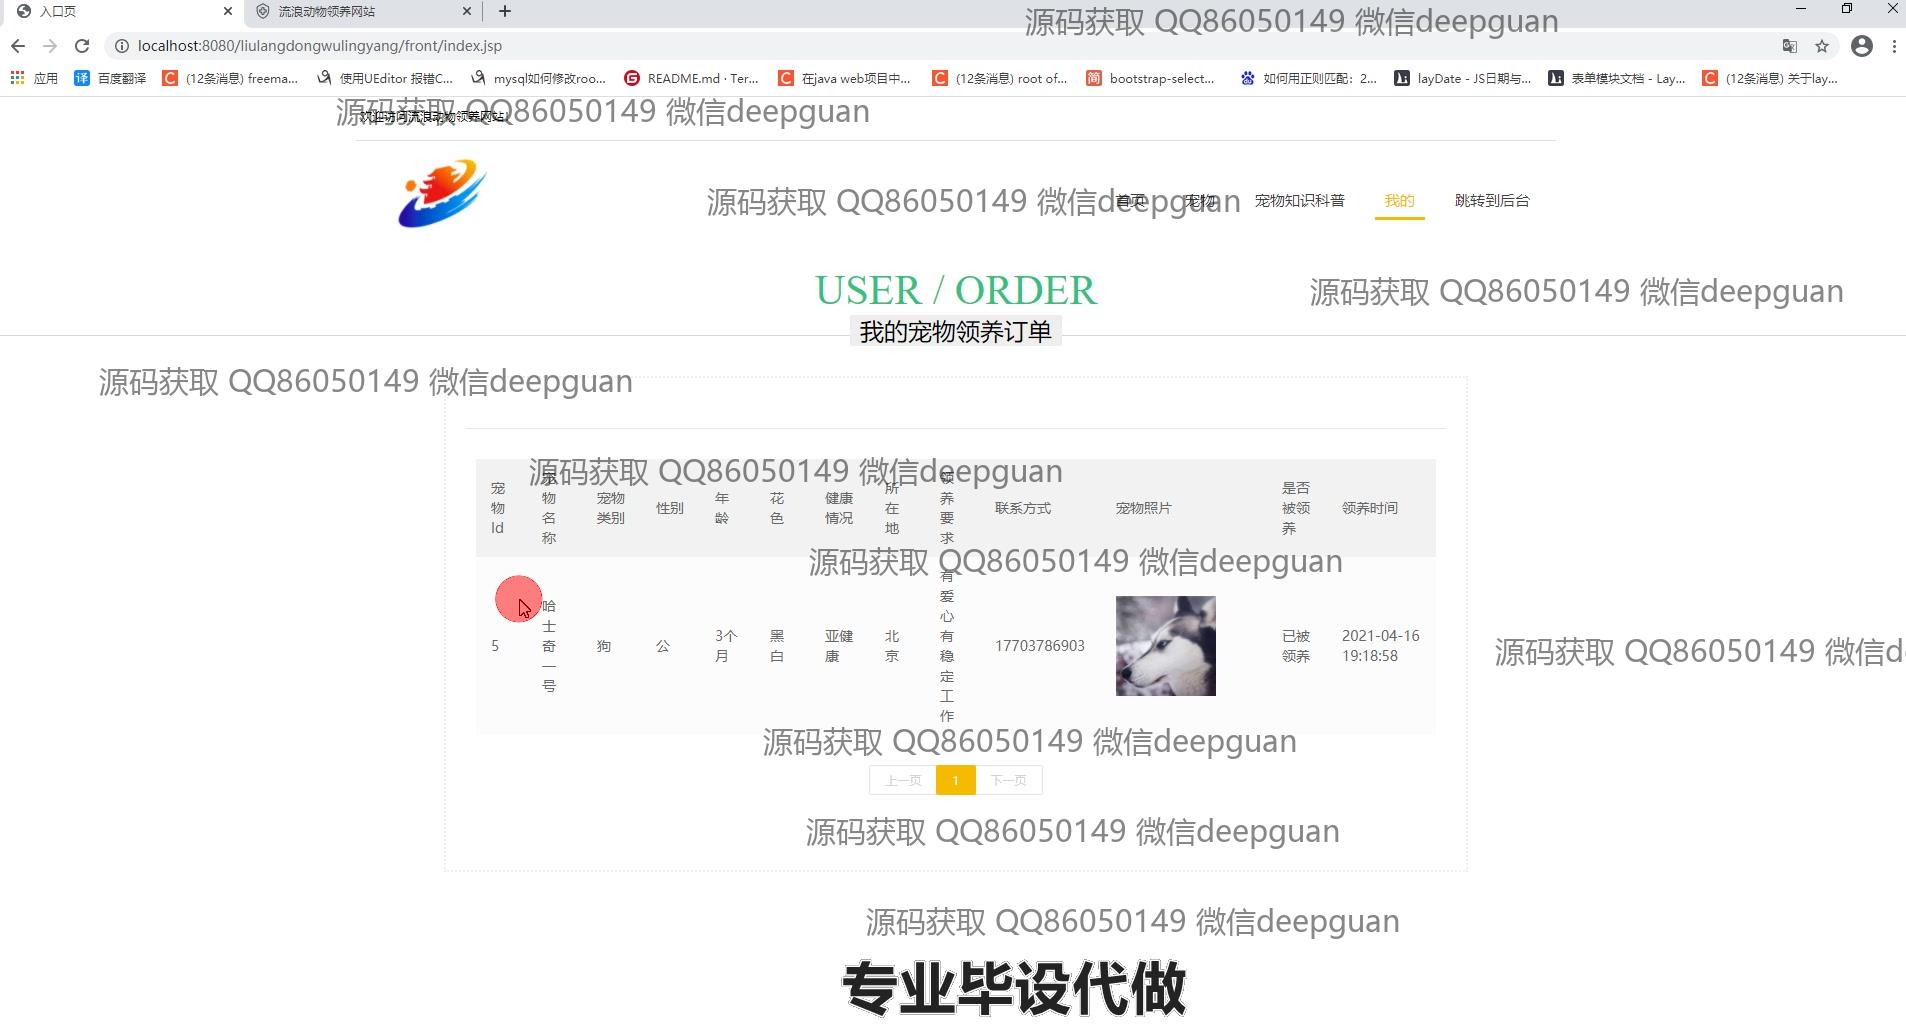 入口页
流浪动物领养网站
源码获取 QQ86050149 微信deepguan
localhost:8080/liulangdongwulingyang/front/index.jsp
应用
百度翻译
(12条消息) freema...
使用UEditor 报错C...
mysql如何修改roo...
README.md · Ter...
在java web项目中...
(12条消息) root of...
bootstrap-select...
如何用正则匹配：2...
layDate - JS日期与...
表单模块文档 - Lay...
(12条消息) 关于lay...
源码获取 QQ86050149 微信deepguan
欢迎访问流浪动物领养网站!
源码获取 QQ86050149 微信deepguan
首页
宠物
宠物知识科普
我的
跳转到后台
USER / ORDER
源码获取 QQ86050149 微信deepguan
我的宠物领养订单
源码获取 QQ86050149 微信deepguan
源码获取 QQ86050149 微信deepguan
宠物Id
宠物名称
宠物类别
性别
年龄
花色
健康情况
所在地
领养要求
联系方式
宠物照片
是否被领养
领养时间
源码获取 QQ86050149 微信deepguan
5
哈士奇一号
狗
公
3个月
黑白
亚健康
北京
有爱心有稳定工作
17703786903
已被领养
2021-04-16
19:18:58
源码获取 QQ86050149 微信d
源码获取 QQ86050149 微信deepguan
上一页
1
下一页
源码获取 QQ86050149 微信deepguan
源码获取 QQ86050149 微信deepguan
专业毕设代做